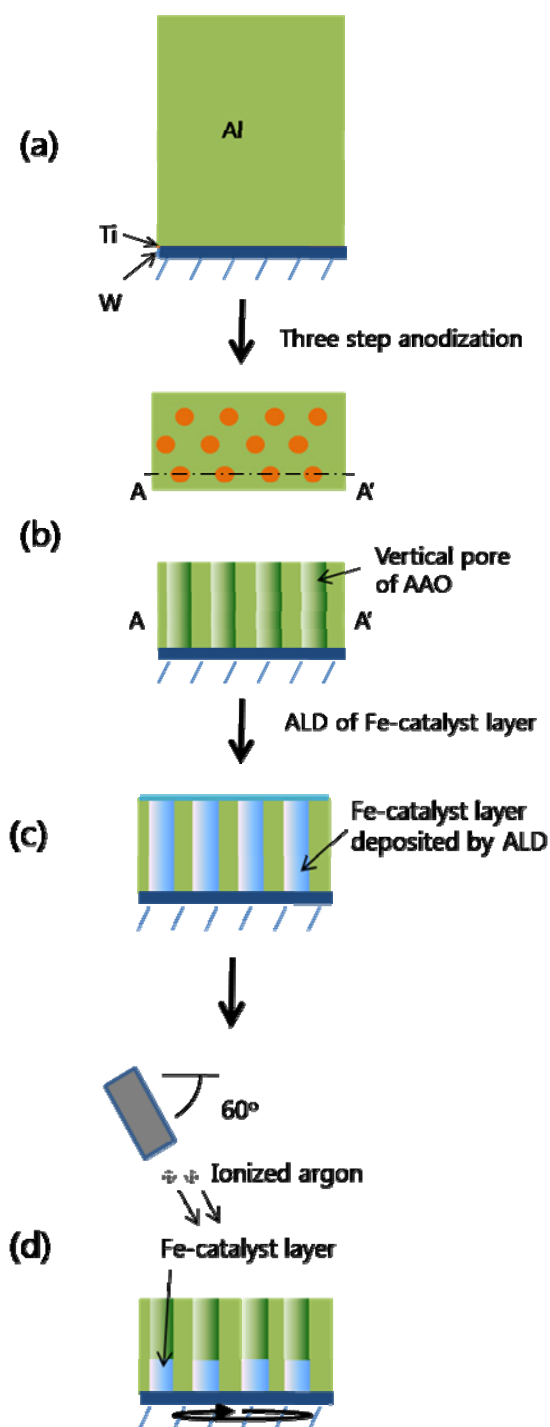 (a)
Al
Ti
W
Three step anodization
A
A'
(b)
Vertical pore
of AAO
A
A'
ALD of Fe-catalyst layer
(c)
Fe-catalyst layer
deposited by ALD
60º
Ionized argon
(d)
Fe-catalyst layer